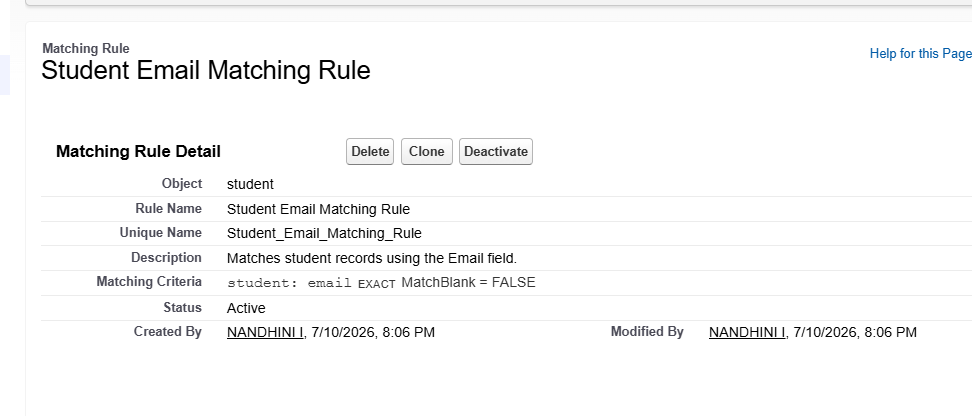 Matching Rule
Student Email Matching Rule
Help for this Page
Matching Rule Detail
Delete Clone Deactivate
Object student
Rule Name Student Email Matching Rule
Unique Name Student_Email_Matching_Rule
Description Matches student records using the Email field.
Matching Criteria student: email EXACT MatchBlank = FALSE
Status Active
Created By NANDHINI I, 7/10/2026, 8:06 PM Modified By NANDHINI I, 7/10/2026, 8:06 PM